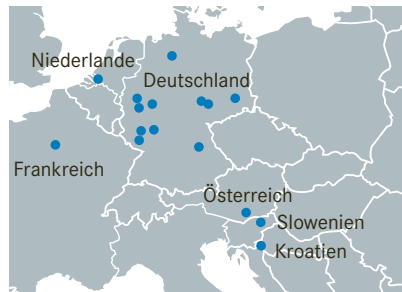 Niederlande
Deutschland
Frankreich
Österreich
Slowenien
Kroatien